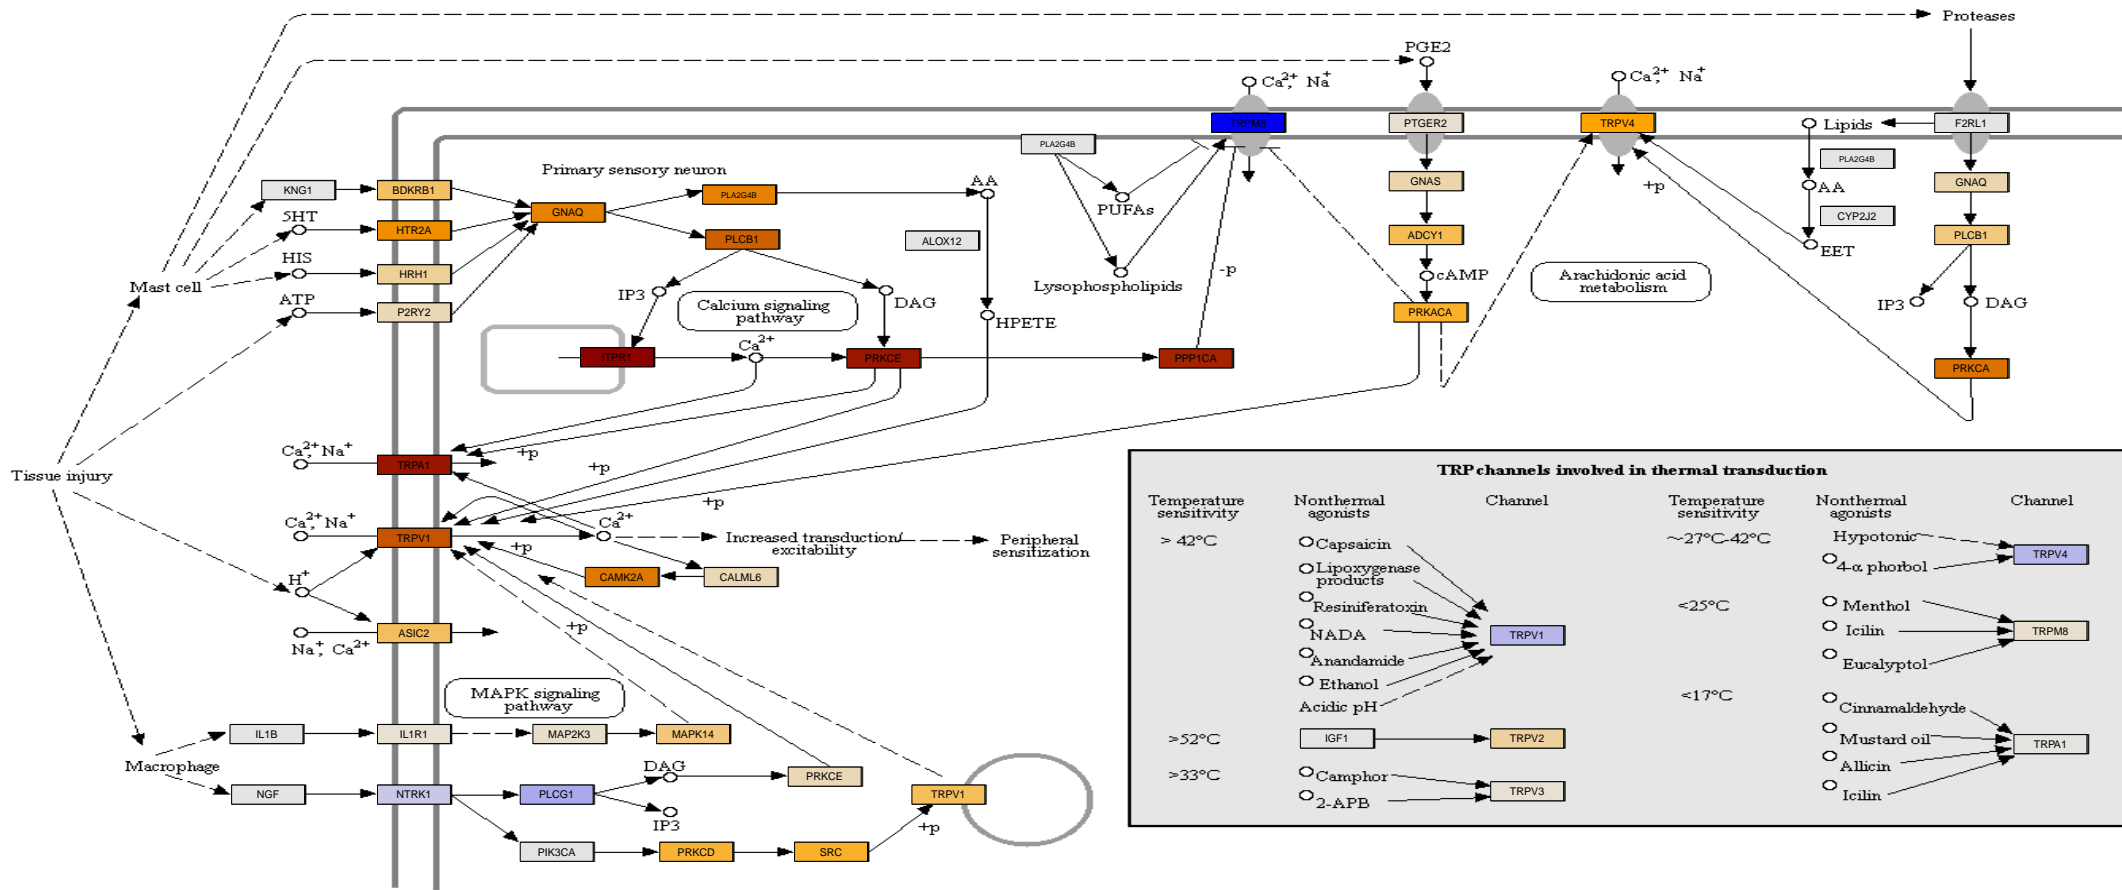 Proteases
PGE2
Ca2+, Na+
Ca2+, Na+
TRPM8
PTGER2
TRPV4
Lipids
F2RL1
PLA2G4B
PLA2G4B
Primary sensory neuron
KNG1
BDKRB1
PLA2G4B
AA
GNAS
AA
+p
GNAQ
PUFAs
GNAQ
CYP2J2
5HT
HTR2A
PLCB1
ALOX12
ADCY1
PLCB1
EET
HIS
HRH1
Mast cell
-p
cAMP
Arachidonic acid
metabolism
Lysophospholipids
IP3
Calcium signaling
pathway
DAG
IP3
DAG
ATP
P2RY2
HPETE
PRKACA
Ca2+
ITPR1
PRKCE
PPP1CA
PRKCA
Ca2+, Na+
TRPA1
+p
+p
Tissue injury
+p
Ca2+, Na+
TRPV1
Ca2+
Increased transduction/
excitability
Peripheral
sensitization
+p
H+
CAMK2A
CALML6
ASIC2
Na+, Ca2+
+p
MAPK signaling
pathway
IL1B
IL1R1
MAP2K3
MAPK14
Macrophage
DAG
PRKCE
NGF
NTRK1
PLCG1
TRPV1
IP3
+p
PIK3CA
PRKCD
SRC
TRP channels involved in thermal transduction
Temperature
sensitivity
Nonthermal
agonists
Channel
Temperature
sensitivity
Nonthermal
agonists
Channel
> 42°C
Capsaicin
Lipoxygenase
products
Resiniferatoxin
NADA
TRPV1
Anandamide
Ethanol
Acidic pH
>52°C
IGF1
TRPV2
>33°C
Camphor
TRPV3
2-APB
~27°C-42°C
Hypotonic
TRPV4
4-α phorbol
<25°C
Menthol
Icilin
TRPM8
Eucalyptol
<17°C
Cinnamaldehyde
Mustard oil
TRPA1
Allicin
Icilin